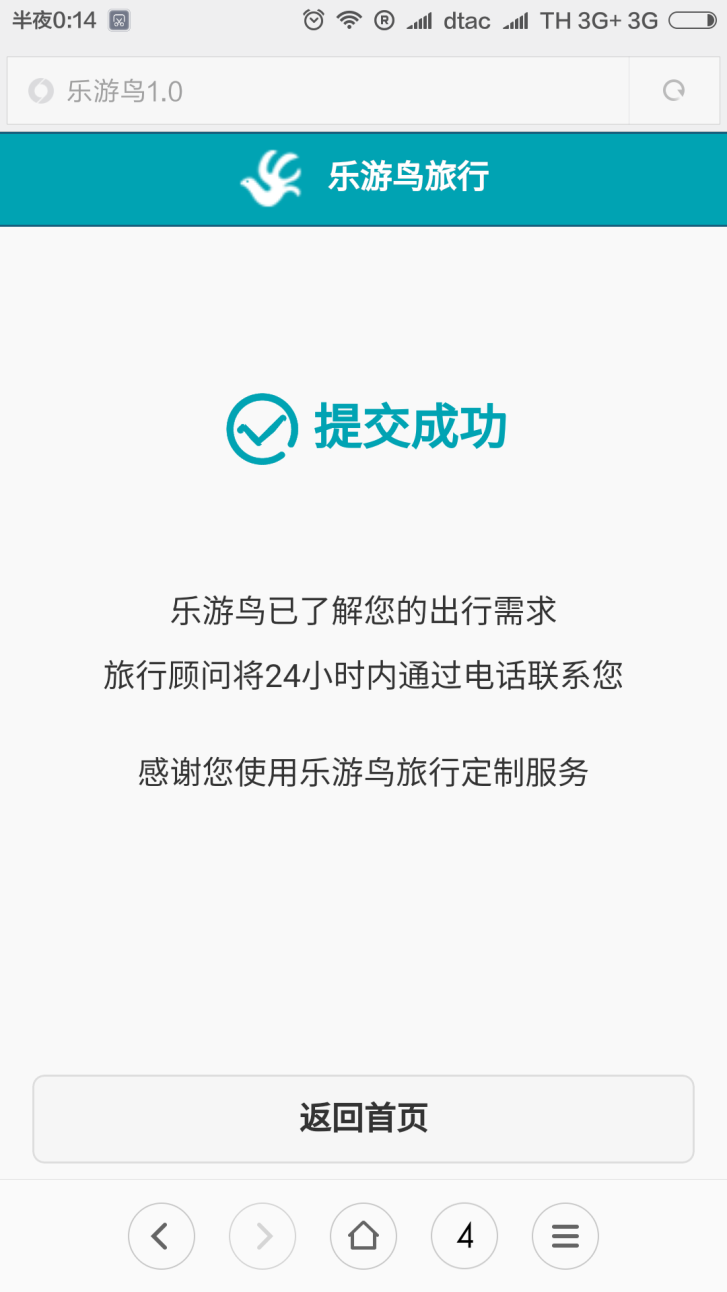 半夜0:14 R dtac TH 3G+ 3G
乐游鸟1.0
乐游鸟旅行
提交成功
乐游鸟已了解您的出行需求
旅行顾问将24小时内通过电话联系您
感谢您使用乐游鸟旅行定制服务
返回首页
4